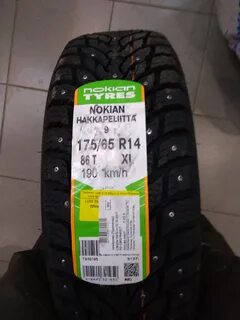 nokian
TYRES
NOKIAN
HAKKAPELIITTA
9
175/65 R14
86 T XL
190 km/h